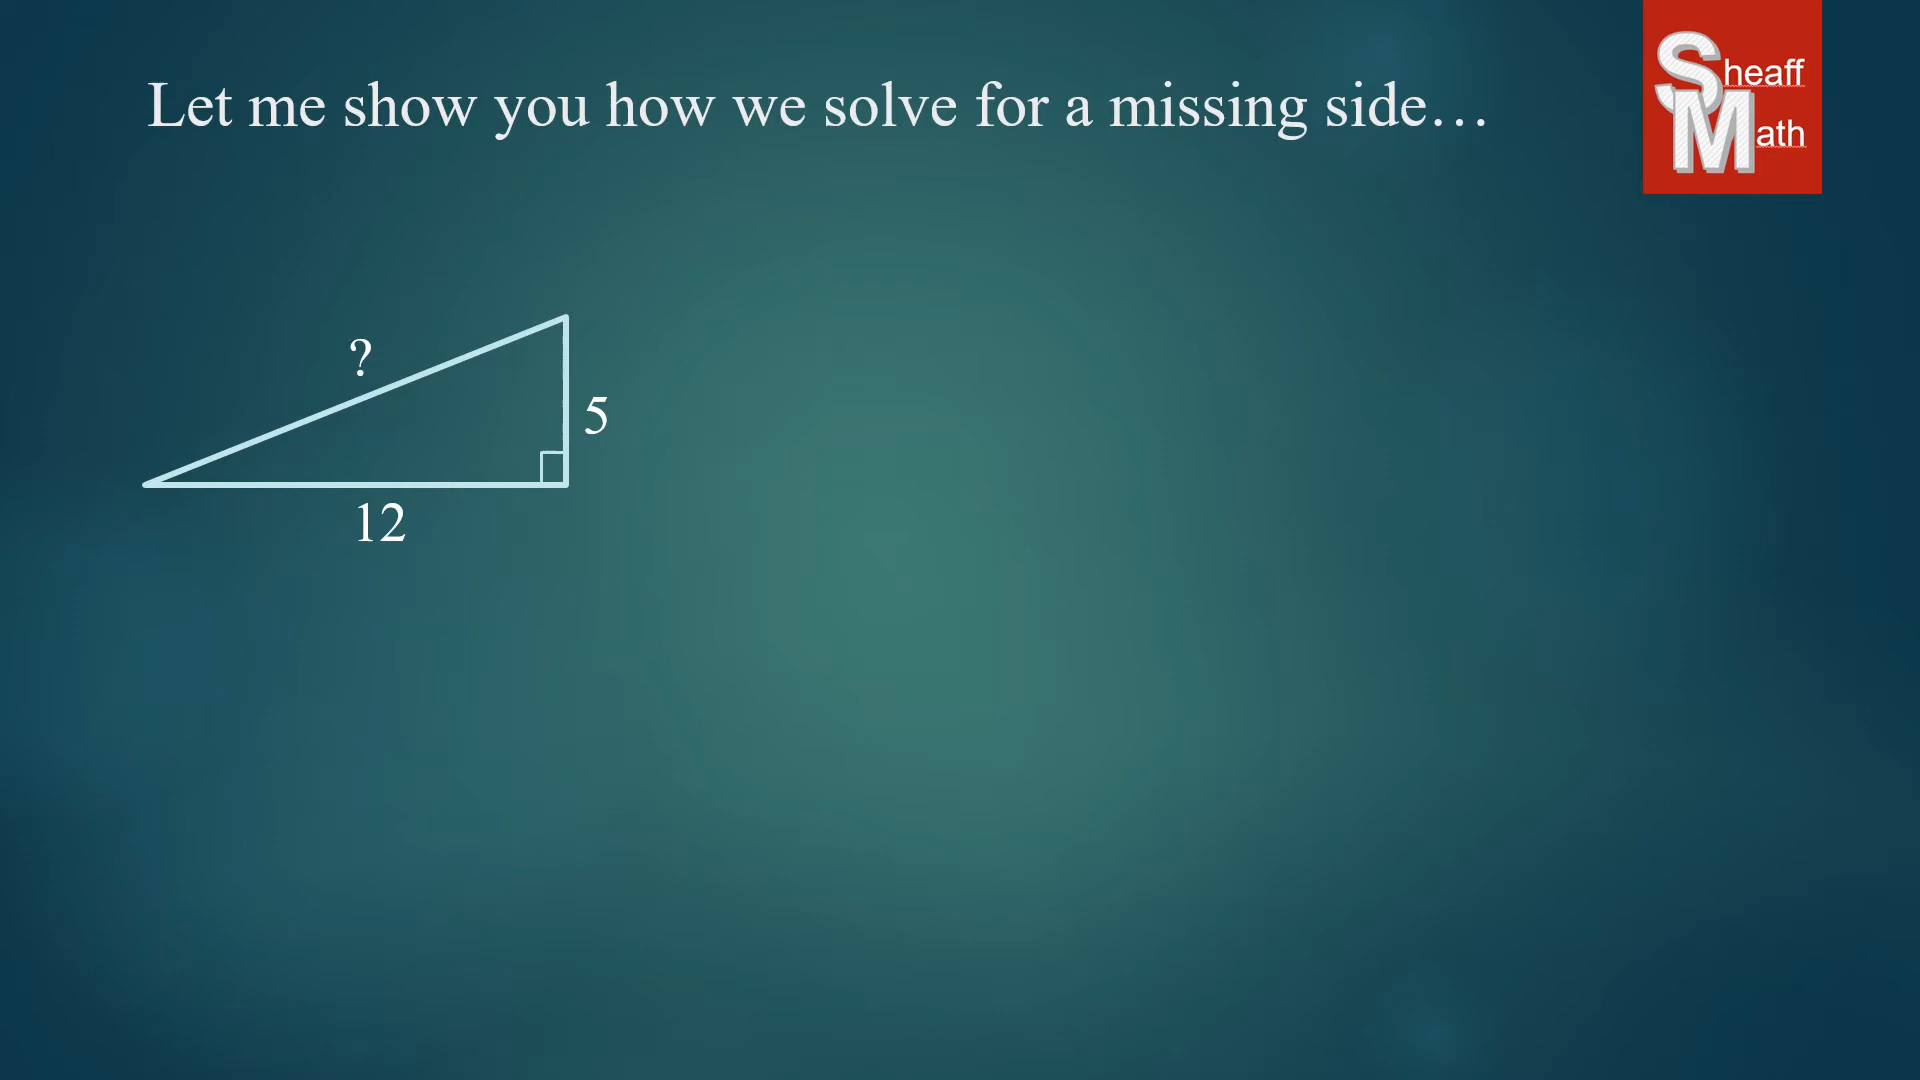 Let me show you how we solve for a missing side…
Sheaff
Math
?
5
12